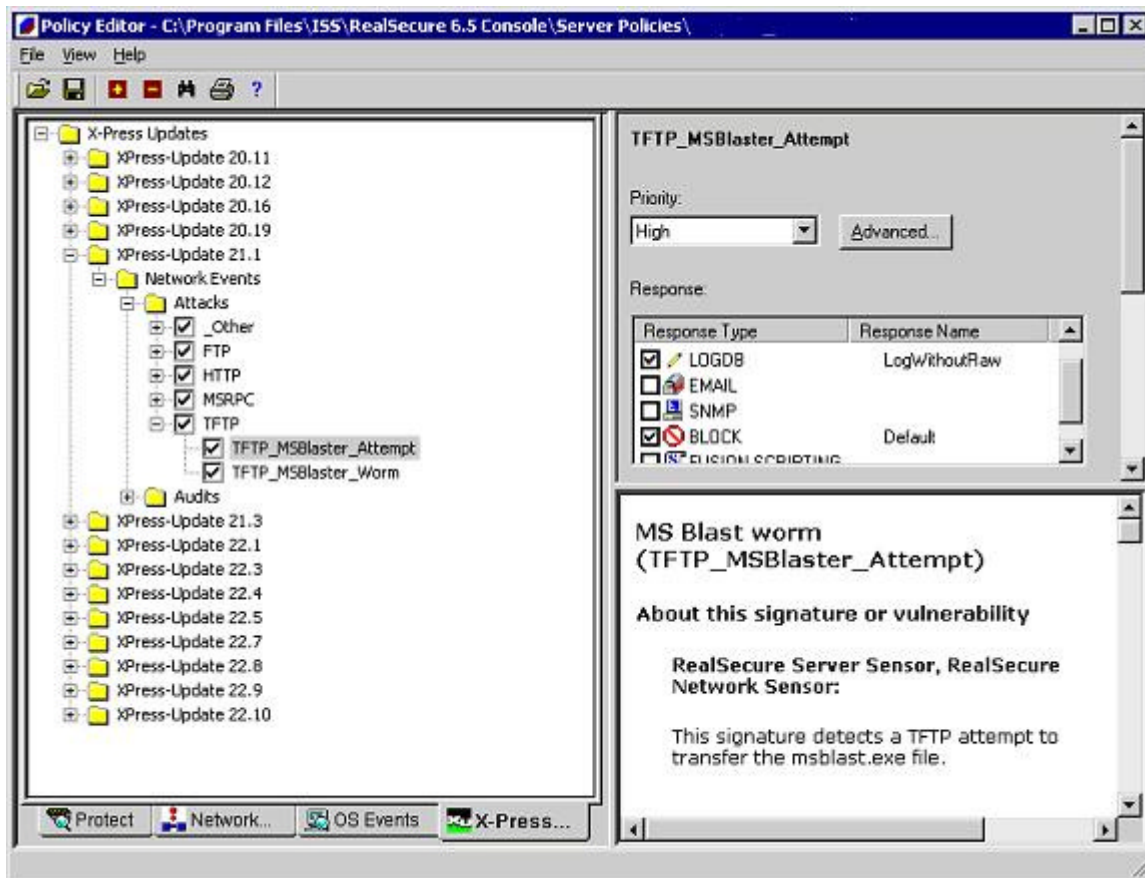 Policy Editor - C:\Program Files\ISS\RealSecure 6.5 Console\Server Policies\
File View Help
X-Press Updates
XPress-Update 20.11
XPress-Update 20.12
XPress-Update 20.16
XPress-Update 20.19
XPress-Update 21.1
Network Events
Attacks
_Other
FTP
HTTP
MSRPC
TFTP
TFTP_MSBlaster_Attempt
TFTP_MSBlaster_Worm
Audits
XPress-Update 21.3
XPress-Update 22.1
XPress-Update 22.3
XPress-Update 22.4
XPress-Update 22.5
XPress-Update 22.7
XPress-Update 22.8
XPress-Update 22.9
XPress-Update 22.10
Protect Network... OS Events X-Press...
TFTP_MSBlaster_Attempt
Priority:
High Advanced...
Response:
Response Type Response Name
LOGDB LogWithoutRaw
EMAIL
SNMP
BLOCK Default
FUSION SCRIPTING
MS Blast worm
(TFTP_MSBlaster_Attempt)
About this signature or vulnerability
RealSecure Server Sensor, RealSecure
Network Sensor:
This signature detects a TFTP attempt to
transfer the msblast.exe file.